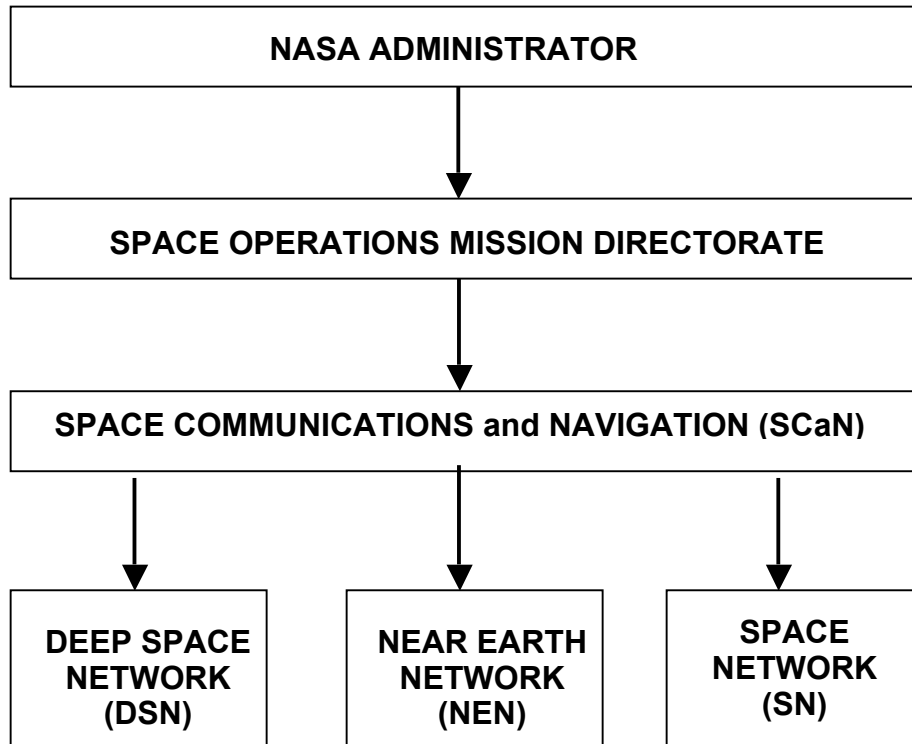 NASA ADMINISTRATOR
SPACE OPERATIONS MISSION DIRECTORATE
SPACE COMMUNICATIONS and NAVIGATION (SCaN)
DEEP SPACE
NETWORK
(DSN)
NEAR EARTH
NETWORK
(NEN)
SPACE
NETWORK
(SN)